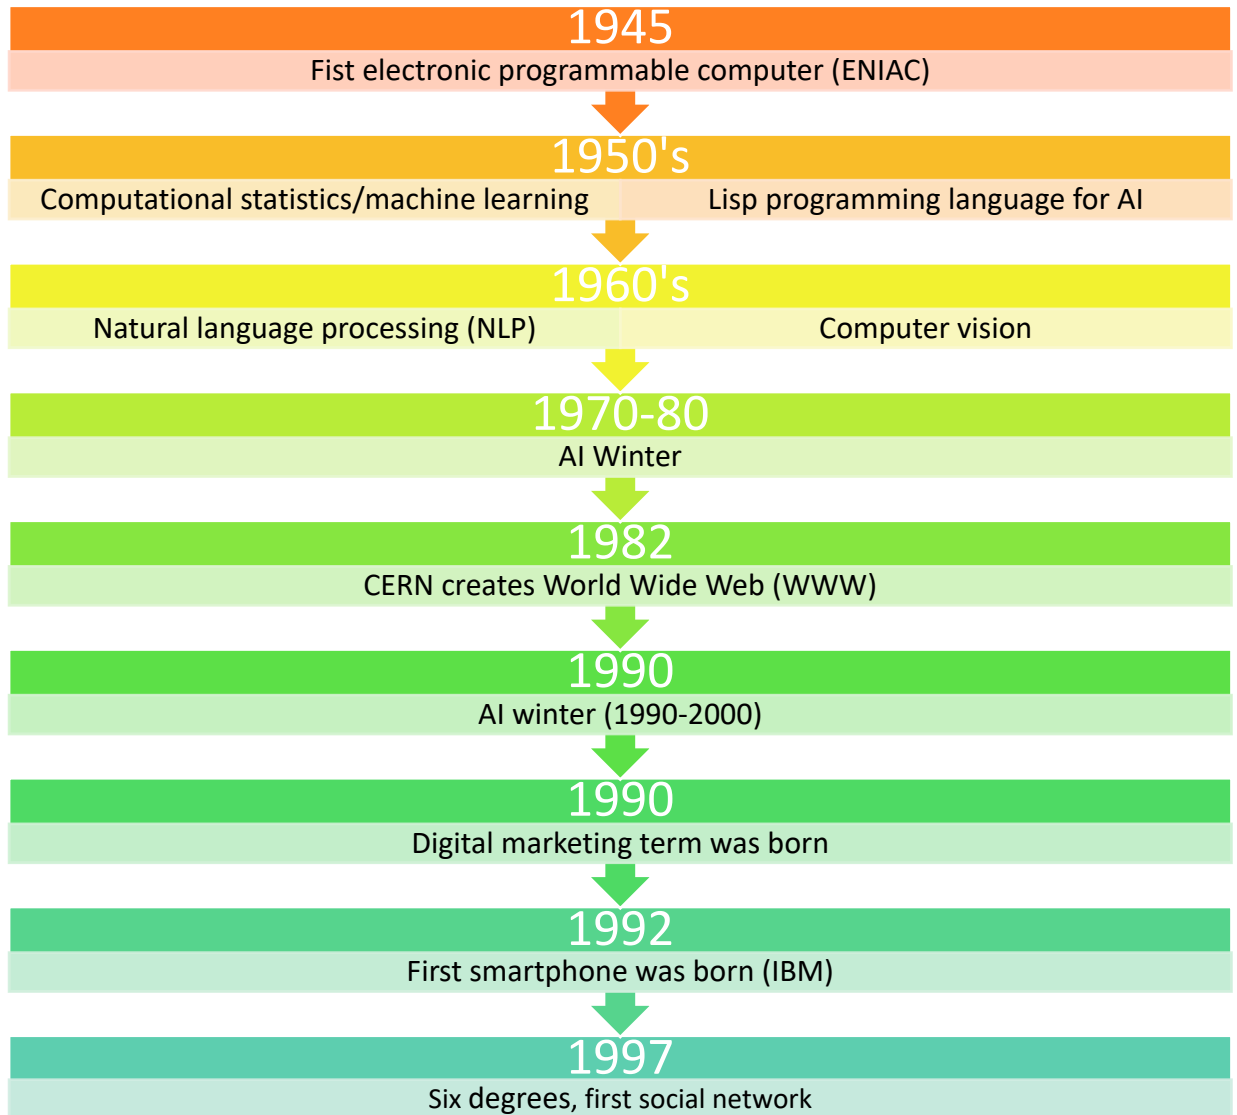 1945
Fist electronic programmable computer (ENIAC)
1950's
Computational statistics/machine learning
Lisp programming language for AI
1960's
Natural language processing (NLP)
Computer vision
1970-80
AI Winter
1982
CERN creates World Wide Web (WWW)
1990
AI winter (1990-2000)
1990
Digital marketing term was born
1992
First smartphone was born (IBM)
1997
Six degrees, first social network